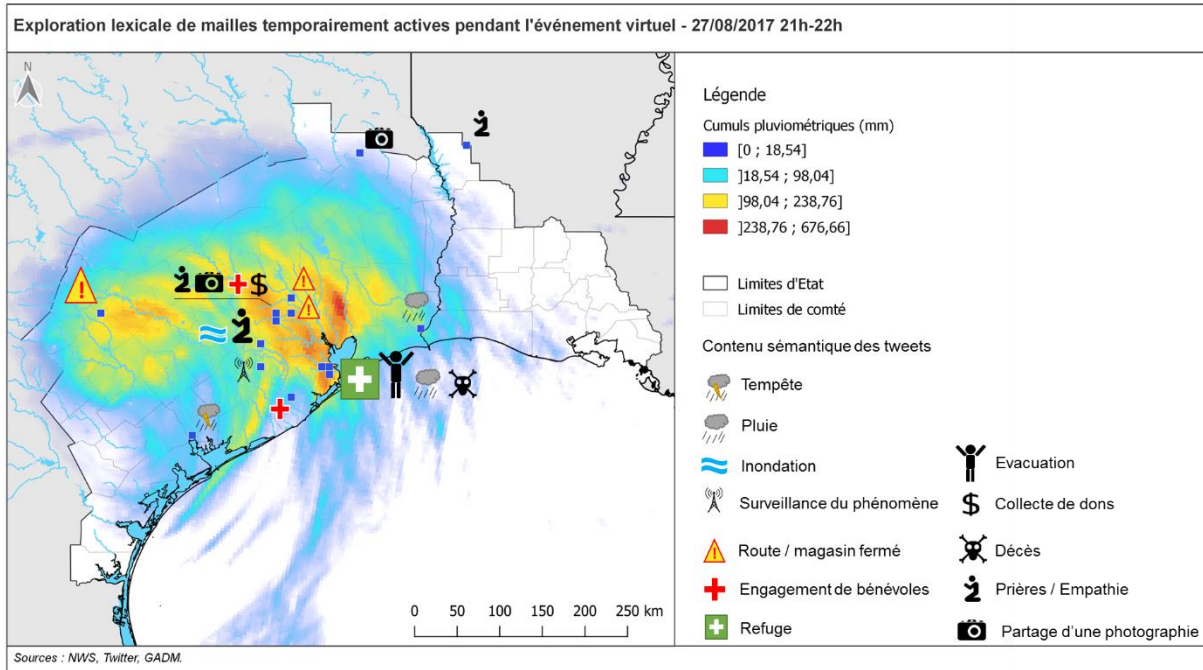 Exploration lexicale de mailles temporairement actives pendant l'événement virtuel - 27/08/2017 21h-22h
N
Légende
Cumuls pluviométriques (mm)
[0 ; 18,54]
]18,54 ; 98,04]
]98,04 ; 238,76]
]238,76 ; 676,66]
Limites d'Etat
Limites de comté
Contenu sémantique des tweets
Tempête
Pluie
Inondation
Surveillance du phénomène
Route / magasin fermé
Engagement de bénévoles
Refuge
Evacuation
$ Collecte de dons
Décès
Prières / Empathie
Partage d'une photographie
$
0 50 100 150 200 250 km
Sources : NWS, Twitter, GADM.